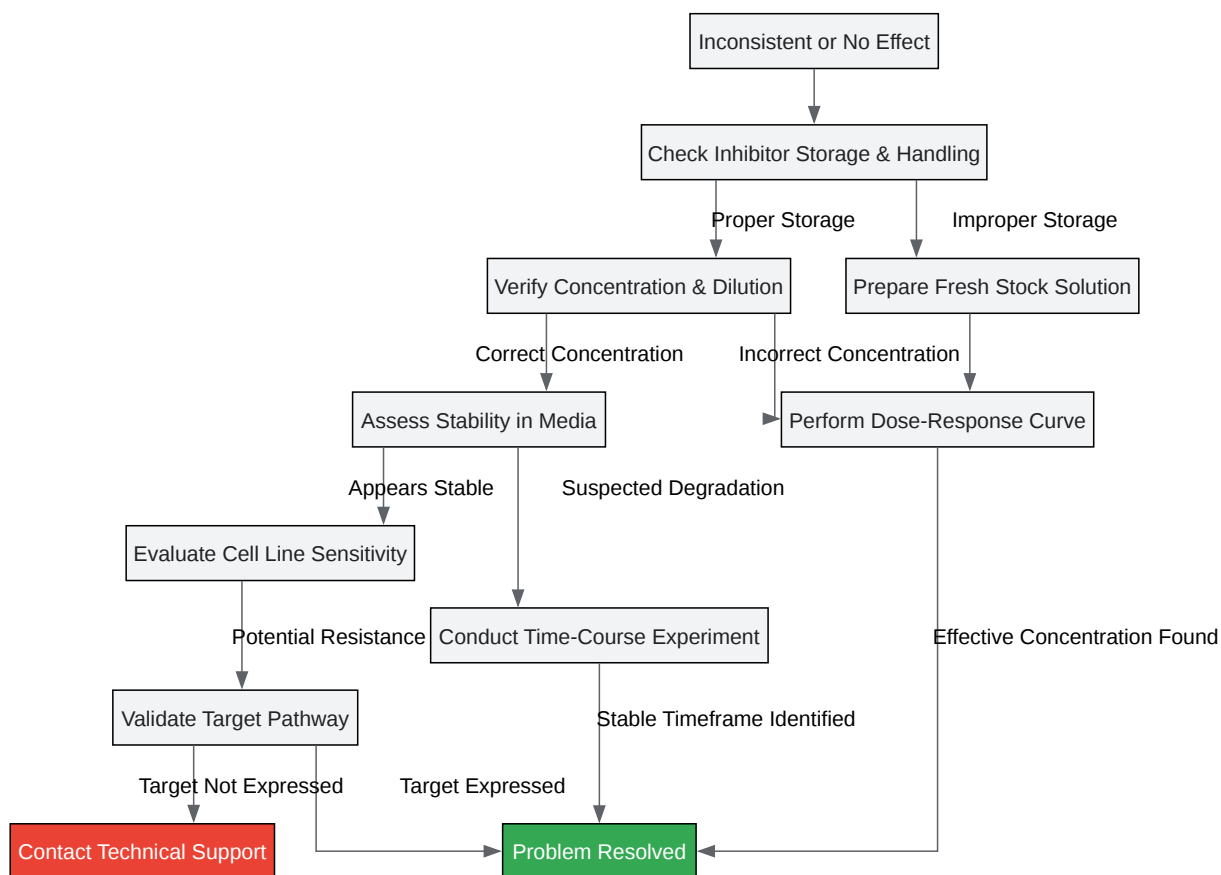 Inconsistent or No Effect
Check Inhibitor Storage & Handling
Proper Storage
Improper Storage
Verify Concentration & Dilution
Prepare Fresh Stock Solution
Correct Concentration
Incorrect Concentration
Assess Stability in Media
Perform Dose-Response Curve
Appears Stable
Suspected Degradation
Evaluate Cell Line Sensitivity
Potential Resistance
Conduct Time-Course Experiment
Effective Concentration Found
Validate Target Pathway
Stable Timeframe Identified
Target Not Expressed
Target Expressed
Contact Technical Support
Problem Resolved